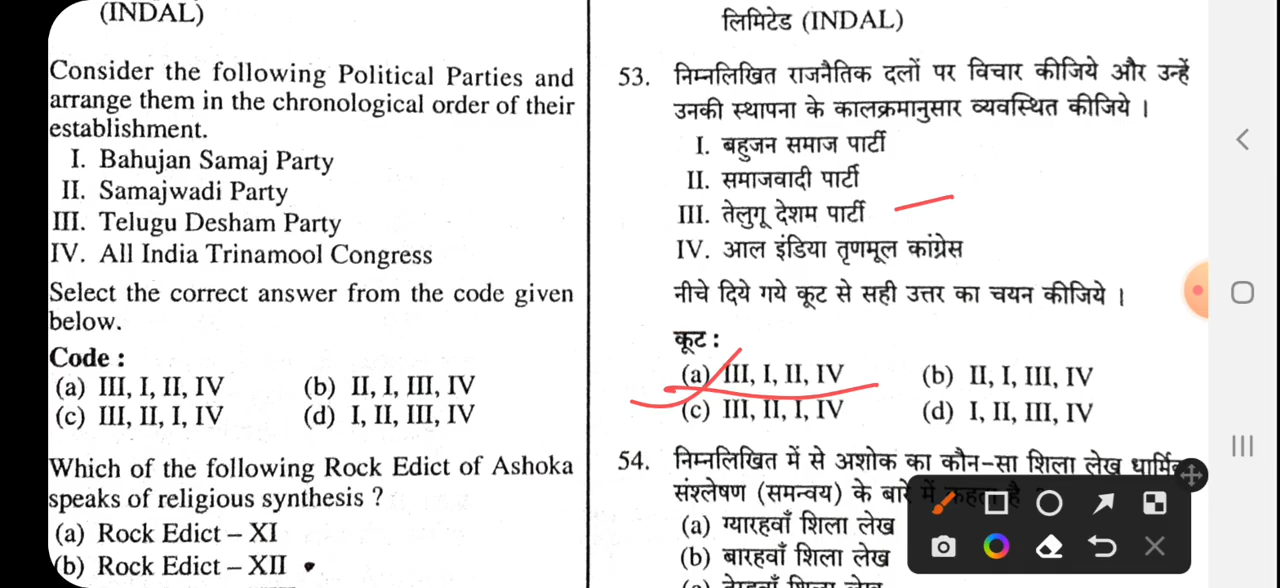 (INDAL)
Consider the following Political Parties and
arrange them in the chronological order of their
establishment.
I. Bahujan Samaj Party
II. Samajwadi Party
III. Telugu Desham Party
IV. All India Trinamool Congress
Select the correct answer from the code given
below.
Code :
(a) III, I, II, IV (b) II, I, III, IV
(c) III, II, I, IV (d) I, II, III, IV
Which of the following Rock Edict of Ashoka
speaks of religious synthesis ?
(a) Rock Edict – XI
(b) Rock Edict – XII
लिमिटेड (INDAL)
53. निम्नलिखित राजनैतिक दलों पर विचार कीजिये और उन्हें
उनकी स्थापना के कालक्रमानुसार व्यवस्थित कीजिये ।
I. बहुजन समाज पार्टी
II. समाजवादी पार्टी
III. तेलुगू देशम पार्टी
IV. आल इंडिया तृणमूल कांग्रेस
नीचे दिये गये कूट से सही उत्तर का चयन कीजिये ।
कूट :
(a) III, I, II, IV (b) II, I, III, IV
(c) III, II, I, IV (d) I, II, III, IV
54. निम्नलिखित में से अशोक का कौन-सा शिला लेख
संश्लेषण (समन्वय) के बारे में कहता है
(a) ग्यारहवाँ शिला लेख
(b) बारहवाँ शिला लेख